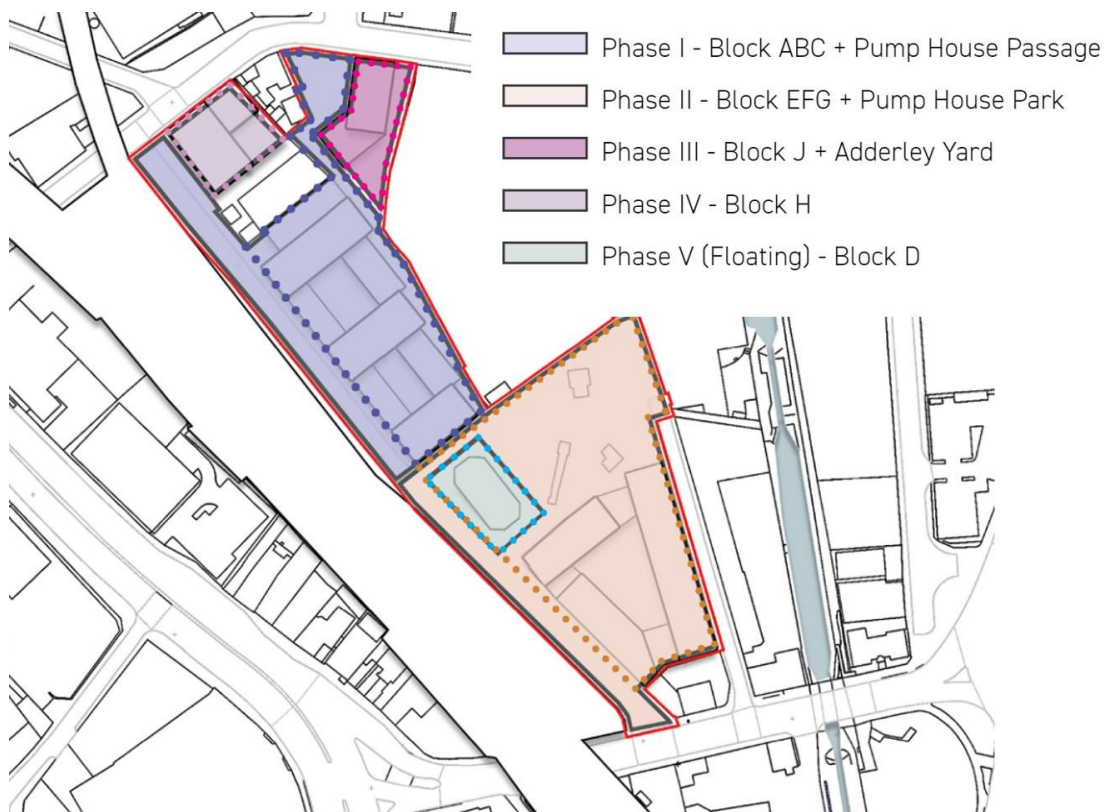 Phase I - Block ABC + Pump House Passage
Phase II - Block EFG + Pump House Park
Phase III - Block J + Adderley Yard
Phase IV - Block H
Phase V (Floating) - Block D